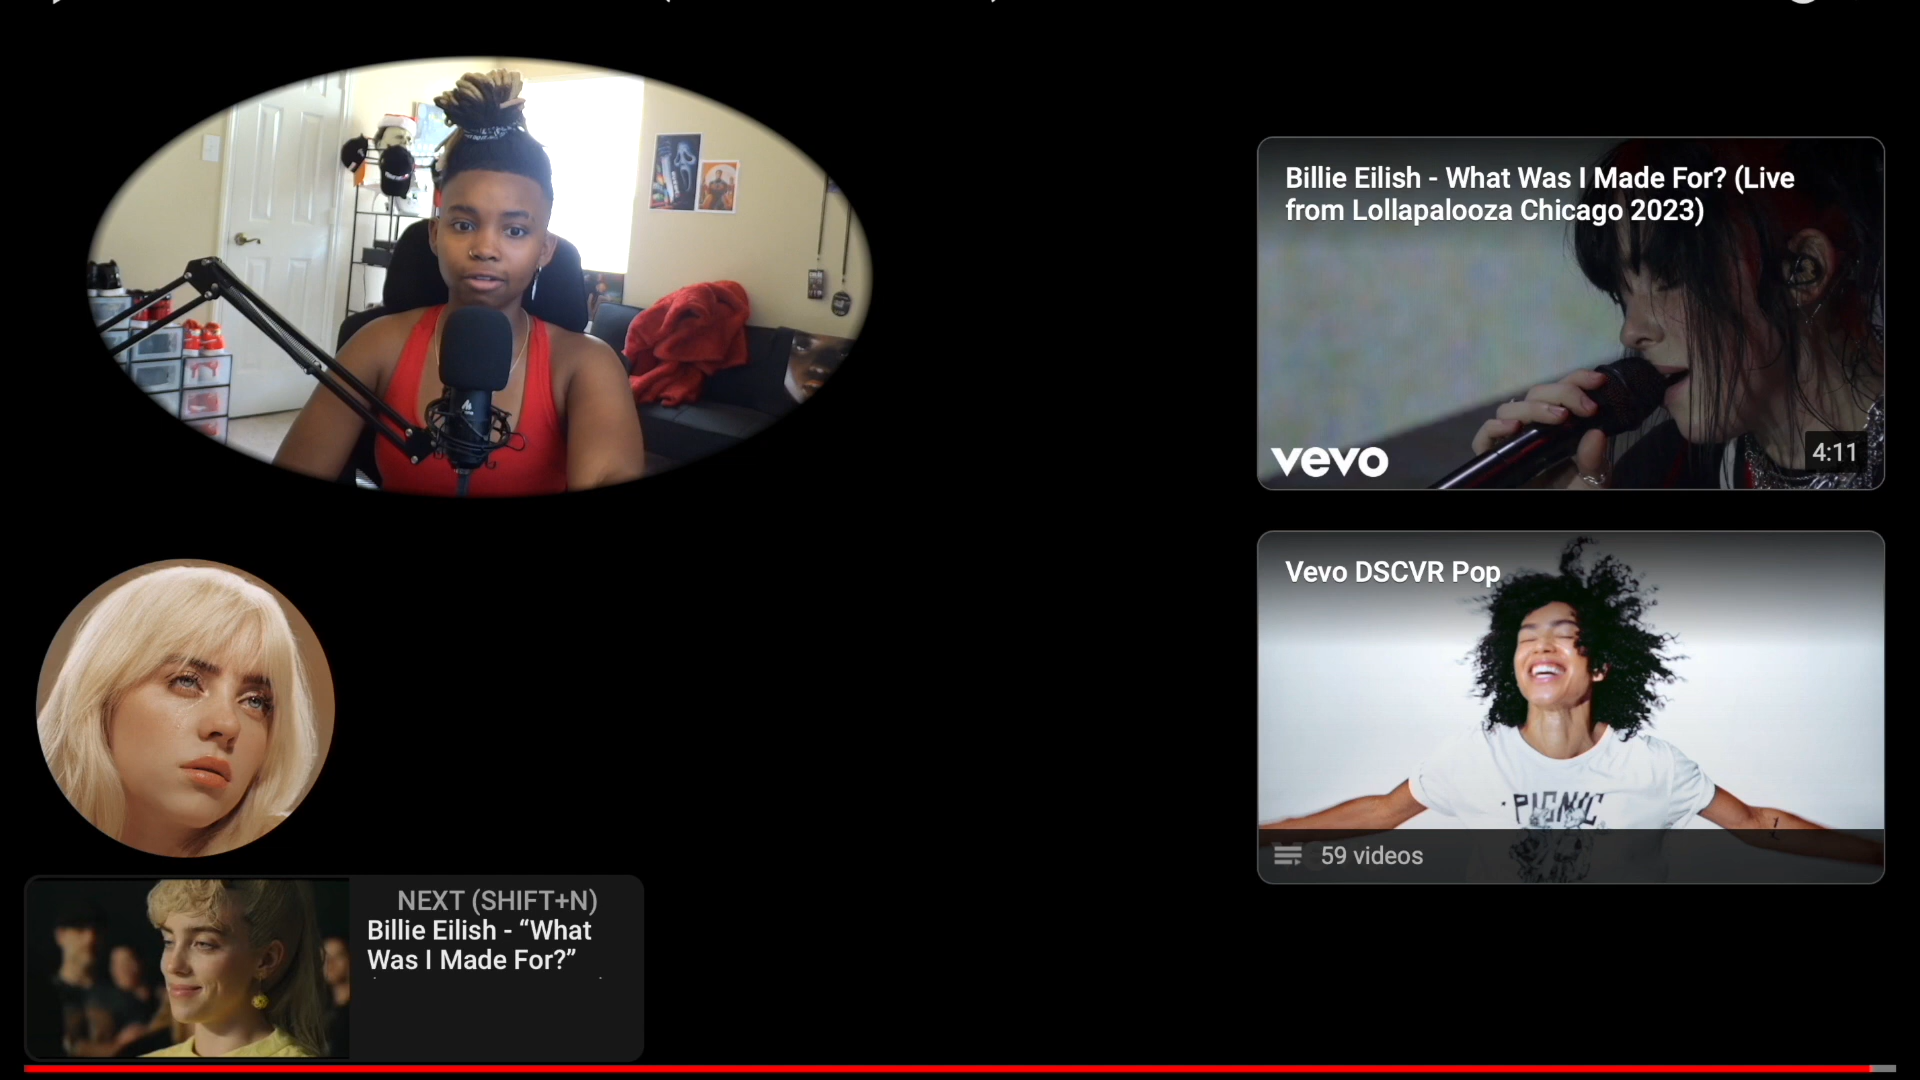 Billie Eilish - What Was I Made For? (Live
from Lollapalooza Chicago 2023)
vevo
4:11
Vevo DSCVR Pop
PICNIC
59 videos
NEXT (SHIFT+N)
Billie Eilish - “What
Was I Made For?”